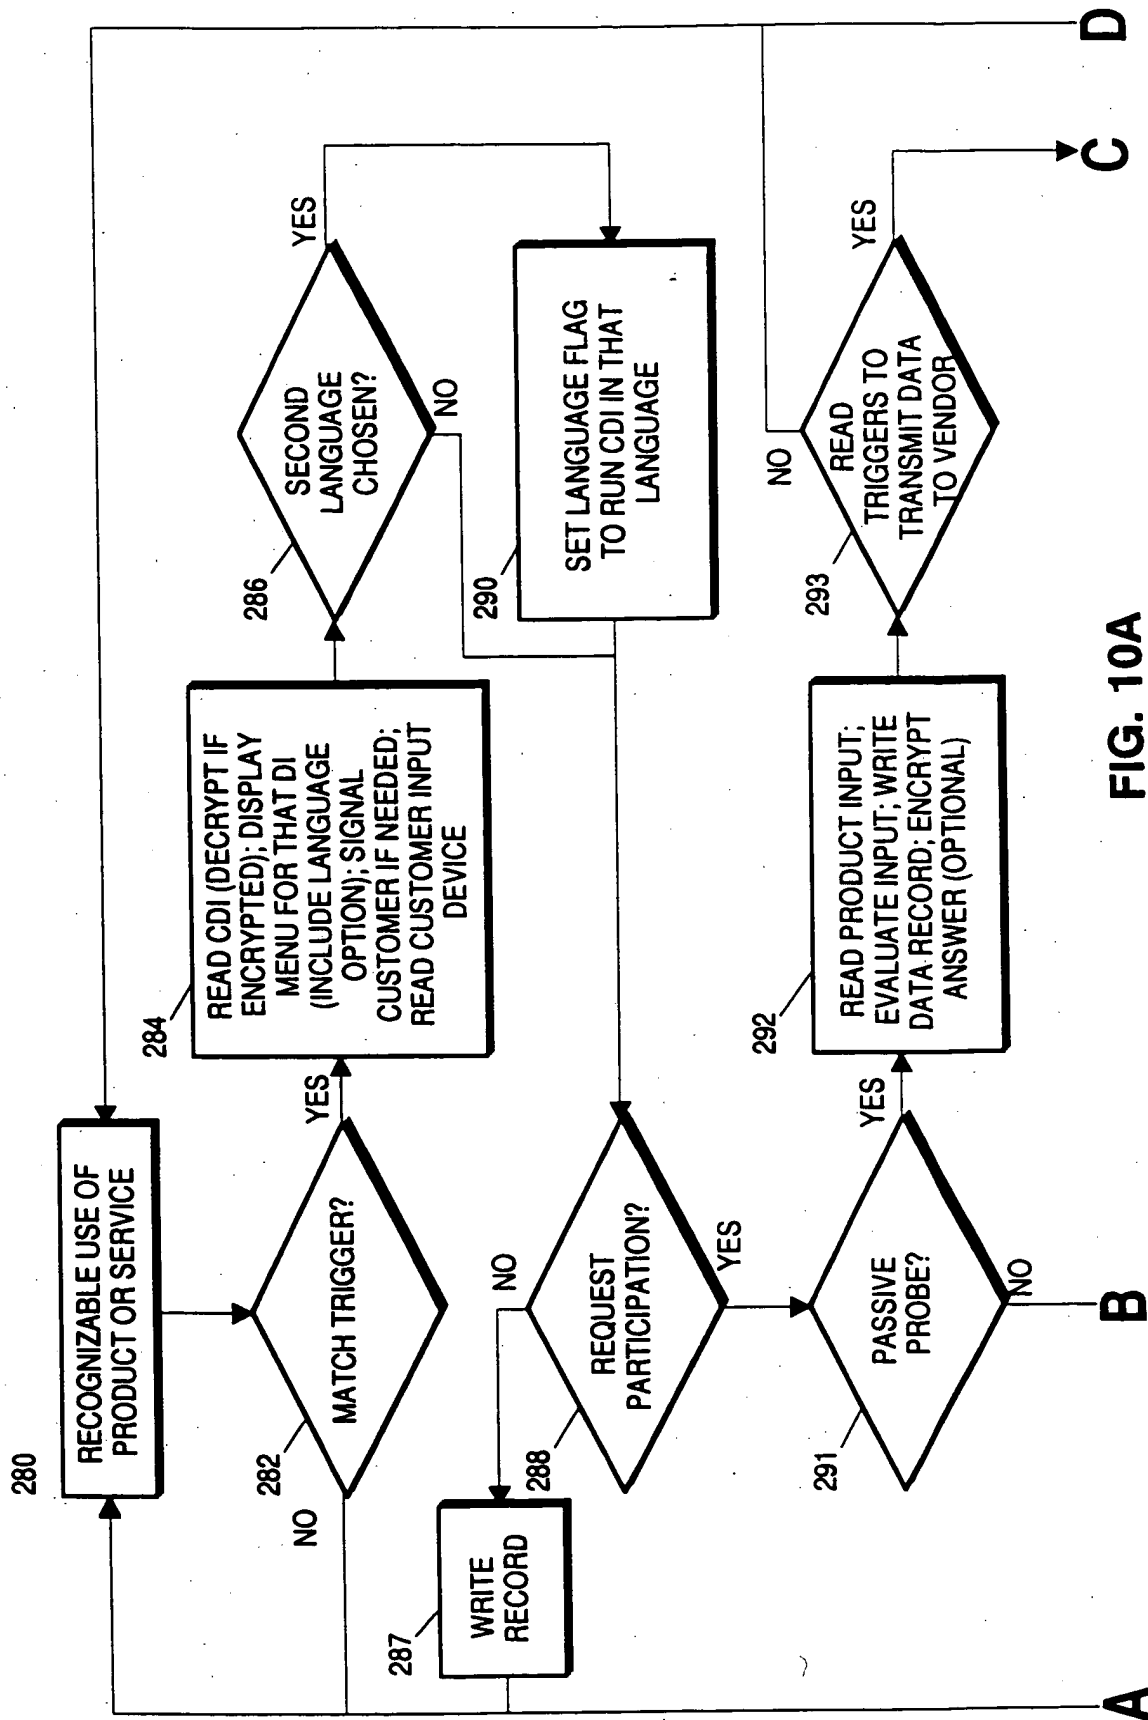 280
RECOGNIZABLE USE OF
PRODUCT OR SERVICE
282
MATCH TRIGGER?
NO
YES
284
READ CDI (DECRYPT IF
ENCRYPTED); DISPLAY
MENU FOR THAT DI
(INCLUDE LANGUAGE
OPTION); SIGNAL
CUSTOMER IF NEEDED;
READ CUSTOMER INPUT
DEVICE
286
SECOND
LANGUAGE
CHOSEN?
YES
NO
290
SET LANGUAGE FLAG
TO RUN CDI IN THAT
LANGUAGE
287
WRITE
RECORD
288
REQUEST
PARTICIPATION?
NO
YES
291
PASSIVE
PROBE?
YES
NO
292
READ PRODUCT INPUT;
EVALUATE INPUT; WRITE
DATA RECORD; ENCRYPT
ANSWER (OPTIONAL)
293
READ
TRIGGERS TO
TRANSMIT DATA
TO VENDOR
NO
YES
A
B
C
D
FIG. 10A